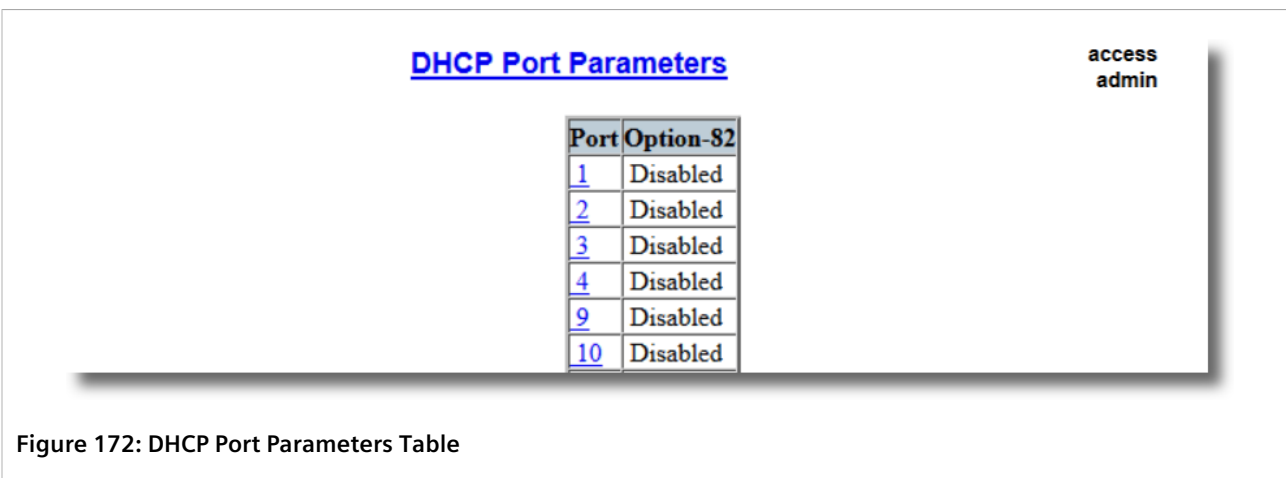 DHCP Port Parameters
access
admin
Port Option-82
1 Disabled
2 Disabled
3 Disabled
4 Disabled
9 Disabled
10 Disabled
Figure 172: DHCP Port Parameters Table